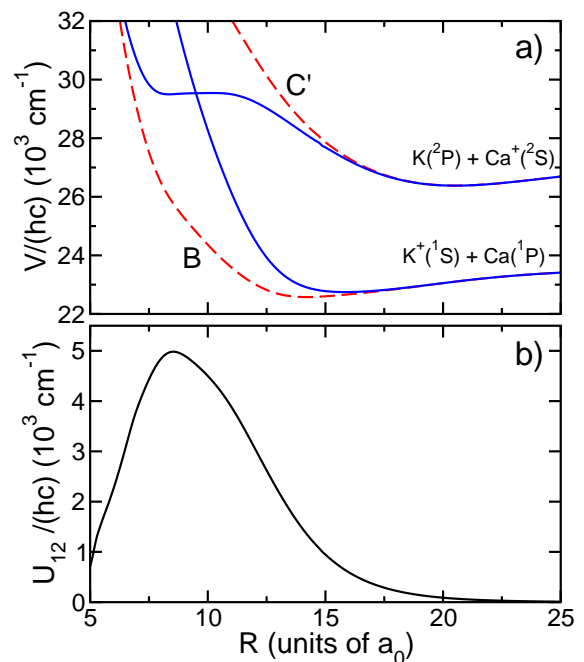 32
30
28
26
24
22
V/(hc) (10³ cm⁻¹)
a)
C'
K(²P) + Ca⁺(²S)
B
K⁺(¹S) + Ca(¹P)
5
4
3
2
1
0
U₁₂/(hc) (10³ cm⁻¹)
b)
5 10 15 20 25
R (units of a₀)